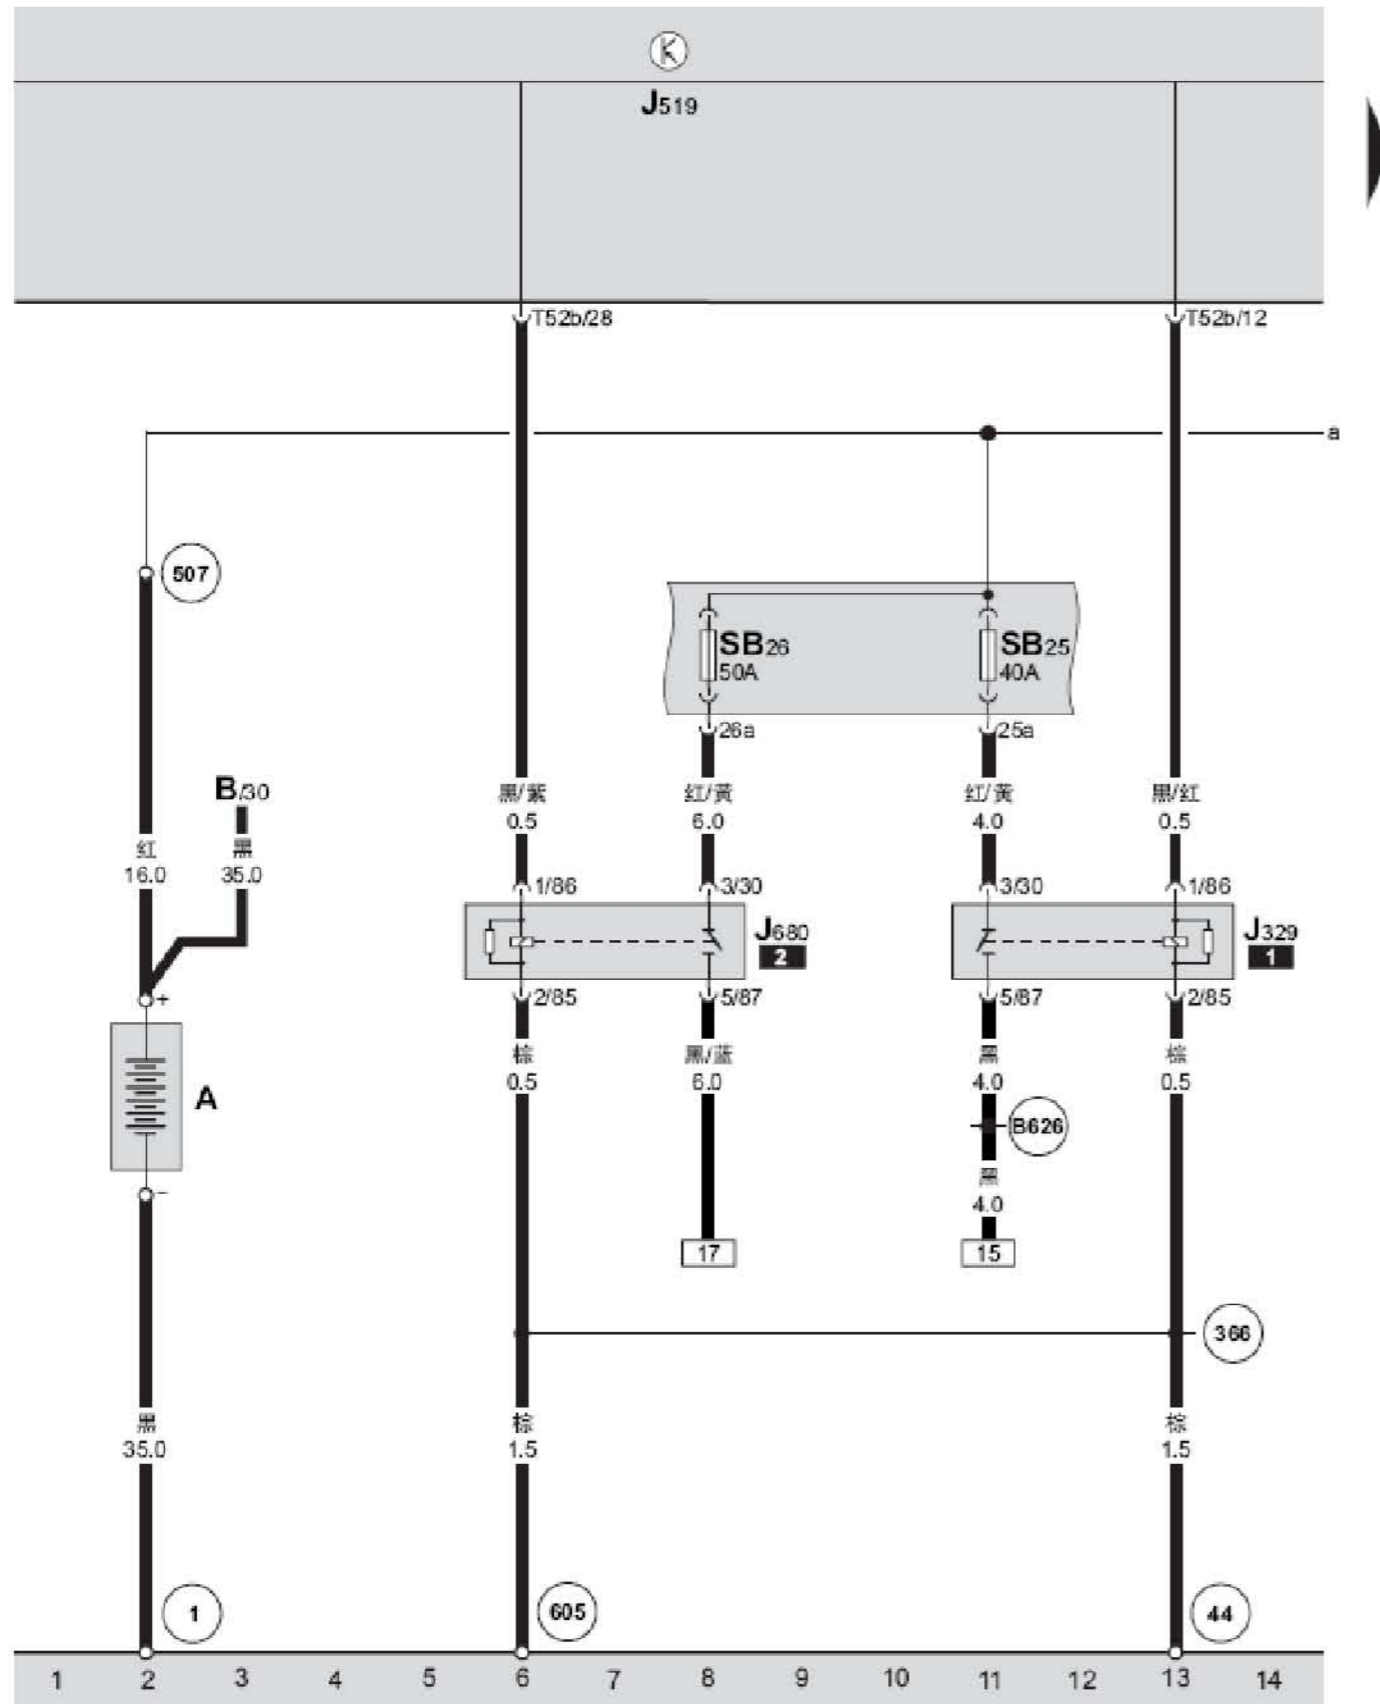 J519
T52b/28
T52b/12
a
507
SB26
50A
SB25
40A
26a
25a
B/30
黑/紫
0.5
红/黄
6.0
红/黄
4.0
黑/红
0.5
红
16.0
黑
35.0
1/86
3/30
3/30
1/86
J680
2
J329
1
+
2/85
5/87
5/87
2/85
棕
0.5
黑/蓝
6.0
黑
4.0
棕
0.5
A
B626
黑
4.0
−
17
15
366
黑
35.0
棕
1.5
棕
1.5
1
605
44
1 2 3 4 5 6 7 8 9 10 11 12 13 14